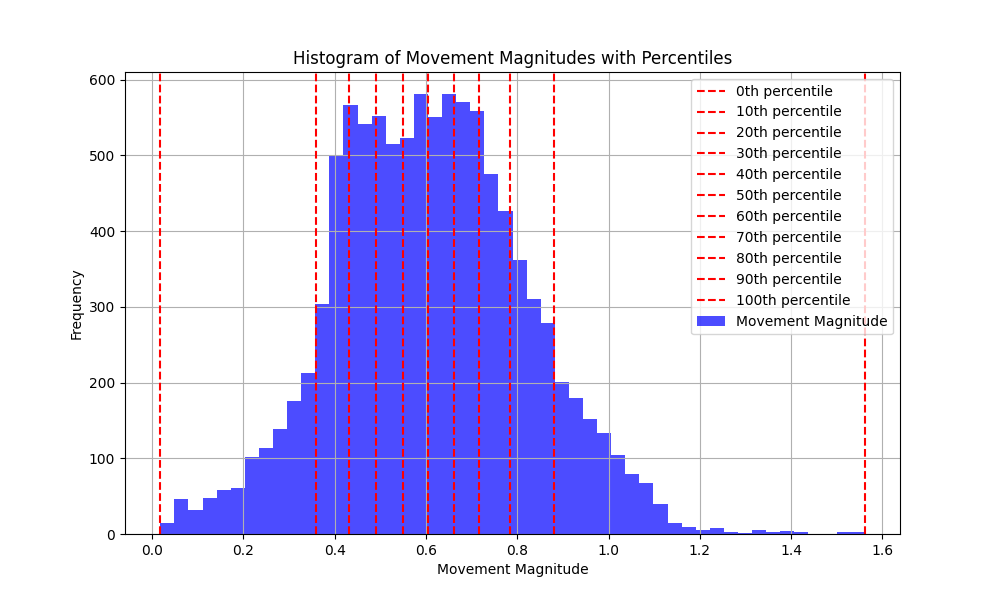 Histogram of Movement Magnitudes with Percentiles
600
500
400
300
200
100
0
Frequency
0th percentile
10th percentile
20th percentile
30th percentile
40th percentile
50th percentile
60th percentile
70th percentile
80th percentile
90th percentile
100th percentile
Movement Magnitude
0.0 0.2 0.4 0.6 0.8 1.0 1.2 1.4 1.6
Movement Magnitude